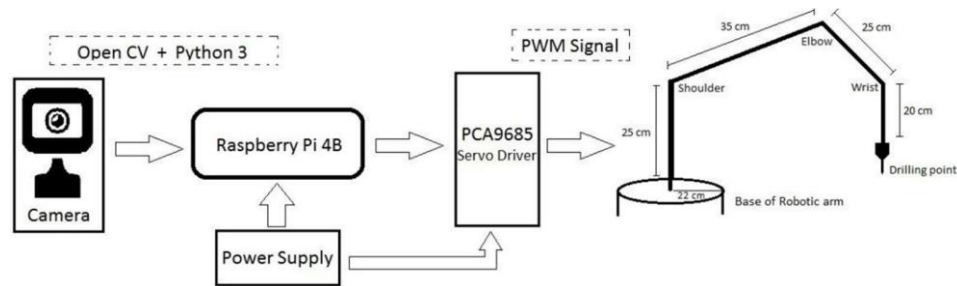 Open CV + Python 3
PWM Signal
35 cm
25 cm
Elbow
Shoulder
Wrist
20 cm
25 cm
Raspberry Pi 4B
PCA9685
Servo Driver
Drilling point
22 cm
Base of Robotic arm
Camera
Power Supply